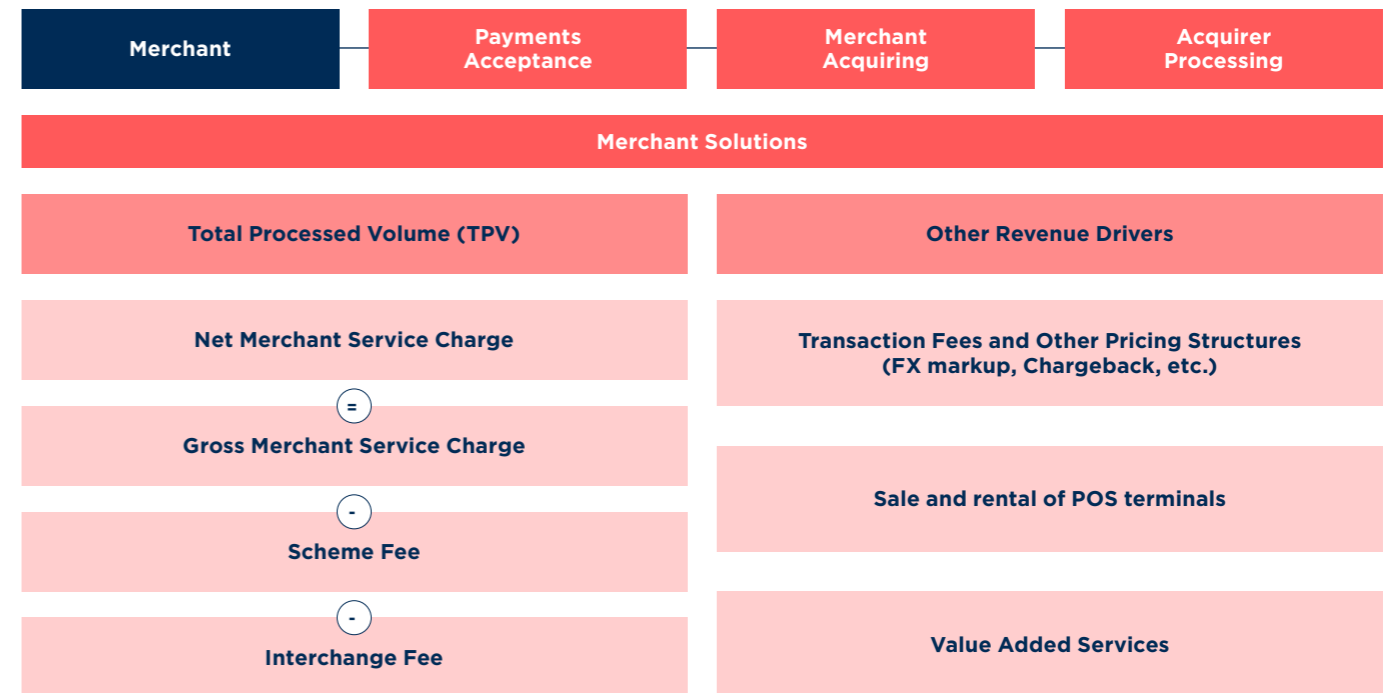 Merchant
Payments
Acceptance
Merchant
Acquiring
Acquirer
Processing
Merchant Solutions
Total Processed Volume (TPV)
Net Merchant Service Charge
=
Gross Merchant Service Charge
-
Scheme Fee
-
Interchange Fee
Other Revenue Drivers
Transaction Fees and Other Pricing Structures
(FX markup, Chargeback, etc.)
Sale and rental of POS terminals
Value Added Services